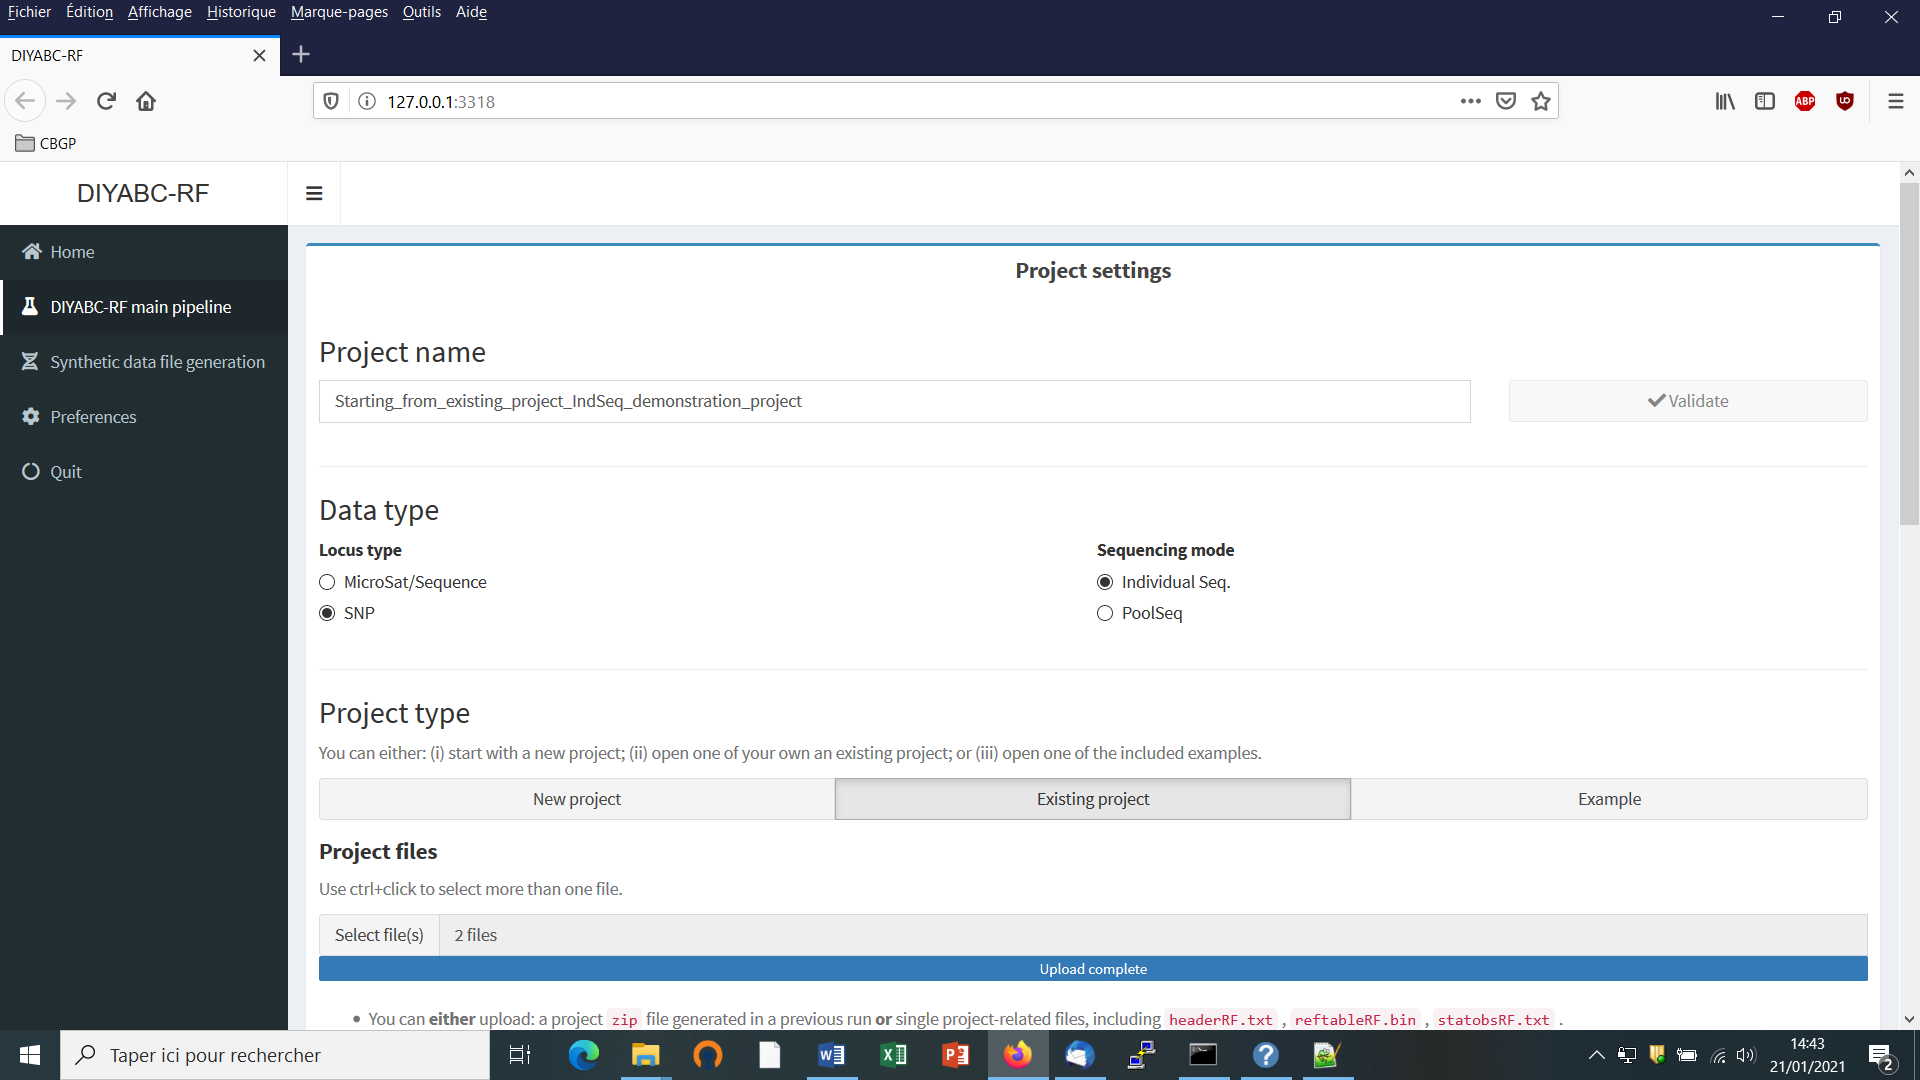 Fichier Édition Affichage Historique Marque-pages Outils Aide
DIYABC-RF
127.0.0.1:3318
ABP
CBGP
DIYABC-RF
Home
DIYABC-RF main pipeline
Synthetic data file generation
Preferences
Quit
Project settings
Project name
Starting_from_existing_project_IndSeq_demonstration_project
Validate
Data type
Locus type
MicroSat/Sequence
SNP
Sequencing mode
Individual Seq.
PoolSeq
Project type
You can either: (i) start with a new project; (ii) open one of your own an existing project; or (iii) open one of the included examples.
New project Existing project Example
Project files
Use ctrl+click to select more than one file.
Select file(s) 2 files
Upload complete
• You can either upload: a project zip file generated in a previous run or single project-related files, including headerRF.txt , reftableRF.bin , statobsRF.txt .
Taper ici pour rechercher
14:43
21/01/2021
2